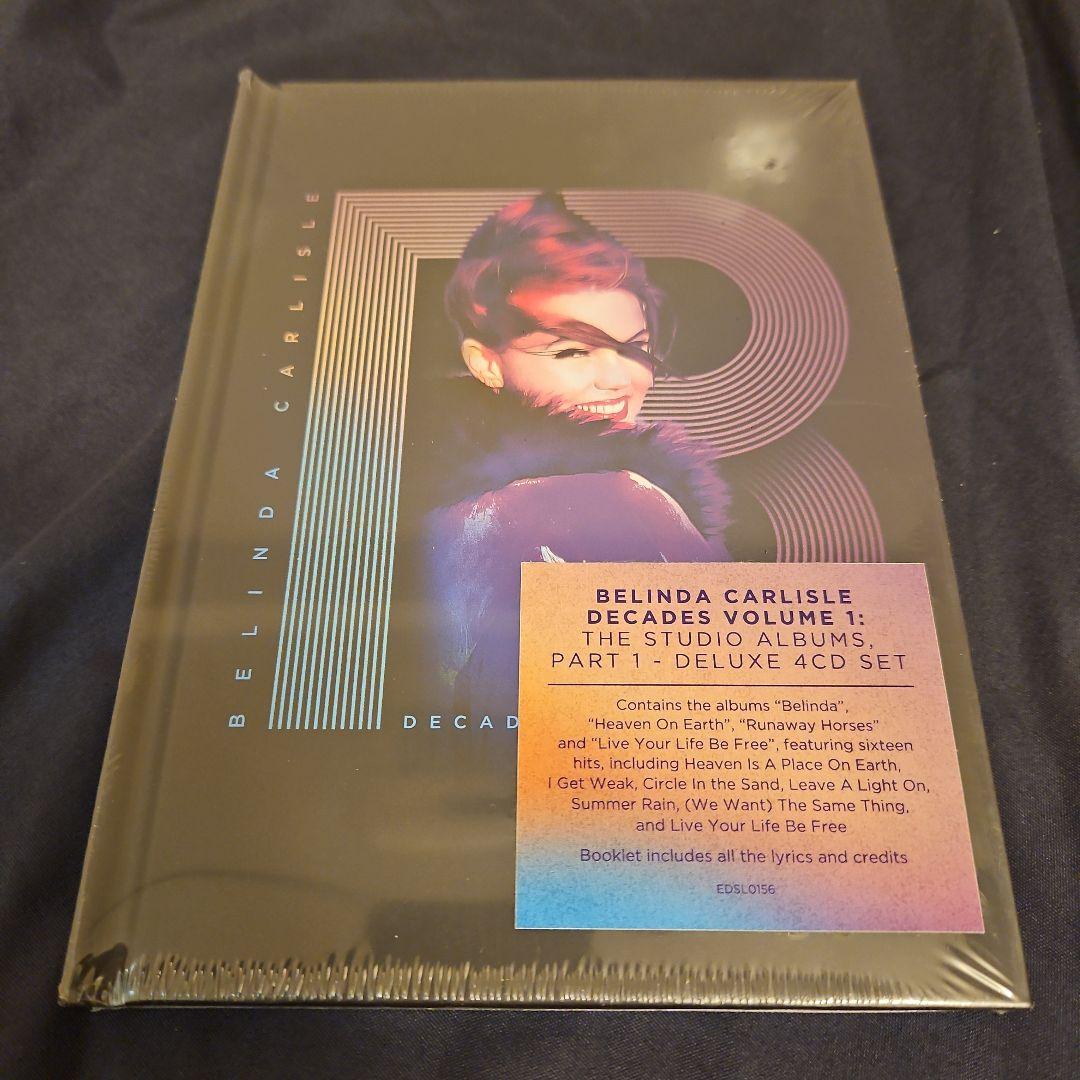 BELINDA CARLISLE
DECAD
BELINDA CARLISLE
DECADES VOLUME 1:
THE STUDIO ALBUMS,
PART 1 - DELUXE 4CD SET
Contains the albums “Belinda”,
“Heaven On Earth”, “Runaway Horses”
and “Live Your Life Be Free”, featuring sixteen
hits, including Heaven Is A Place On Earth,
I Get Weak, Circle In the Sand, Leave A Light On,
Summer Rain, (We Want) The Same Thing,
and Live Your Life Be Free
Booklet includes all the lyrics and credits
EDSL0156